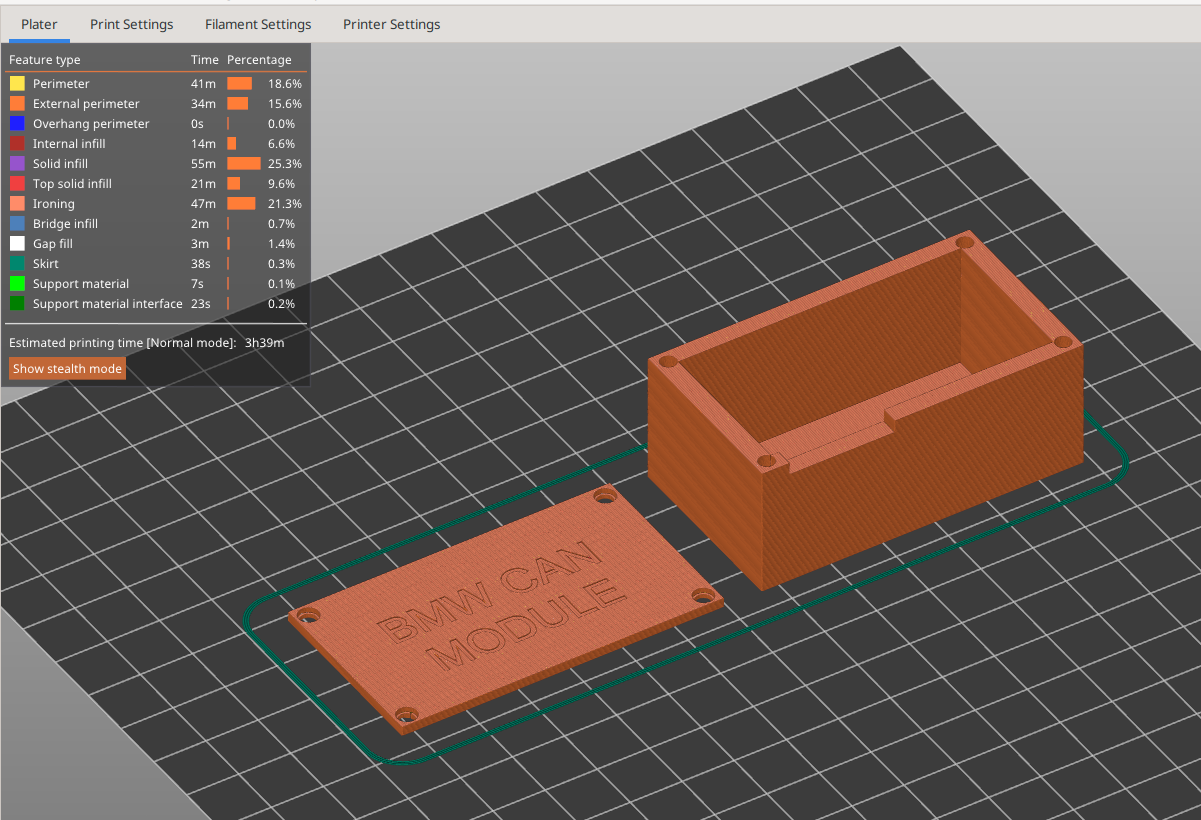 Plater Print Settings Filament Settings Printer Settings
Feature type Time Percentage
Perimeter 41m 18.6%
External perimeter 34m 15.6%
Overhang perimeter 0s 0.0%
Internal infill 14m 6.6%
Solid infill 55m 25.3%
Top solid infill 21m 9.6%
Ironing 47m 21.3%
Bridge infill 2m 0.7%
Gap fill 3m 1.4%
Skirt 38s 0.3%
Support material 7s 0.1%
Support material interface 23s 0.2%
Estimated printing time [Normal mode]: 3h39m
Show stealth mode
BMW CAN
MODULE